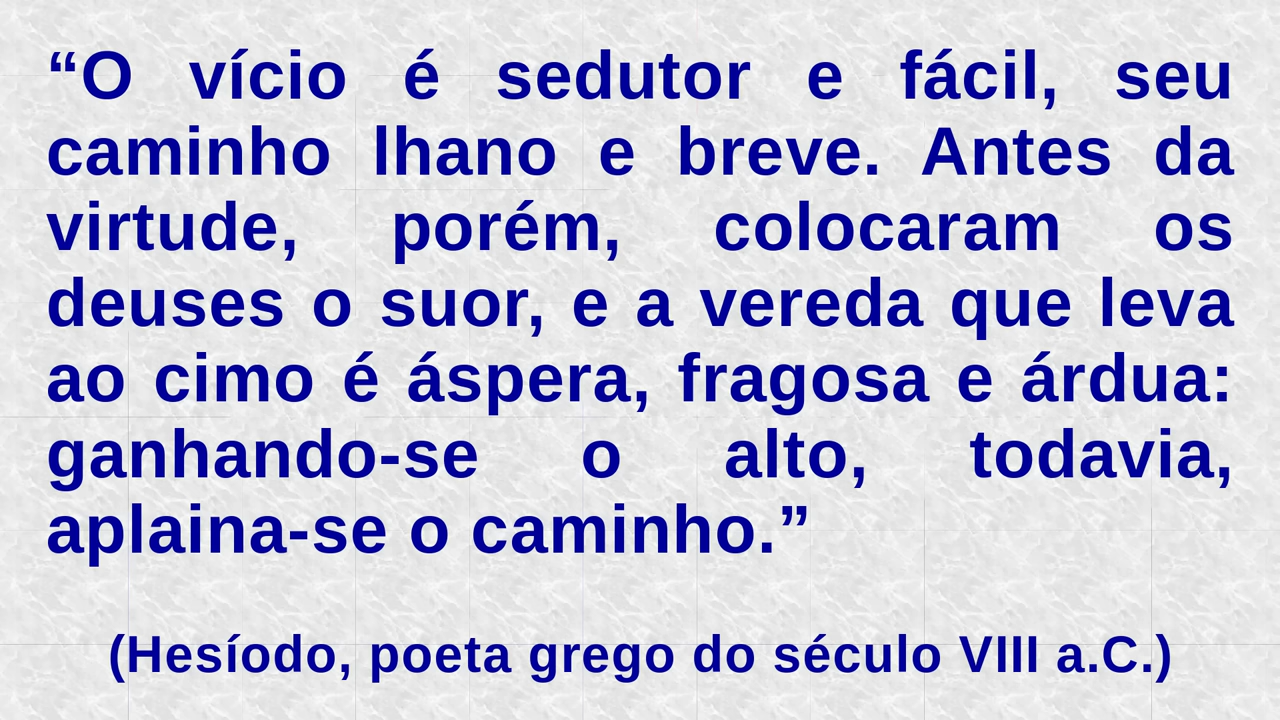 “O vício é sedutor e fácil, seu
caminho lhano e breve. Antes da
virtude, porém, colocaram os
deuses o suor, e a vereda que leva
ao cimo é áspera, fragosa e árdua:
ganhando-se o alto, todavia,
aplaina-se o caminho.”
(Hesíodo, poeta grego do século VIII a.C.)